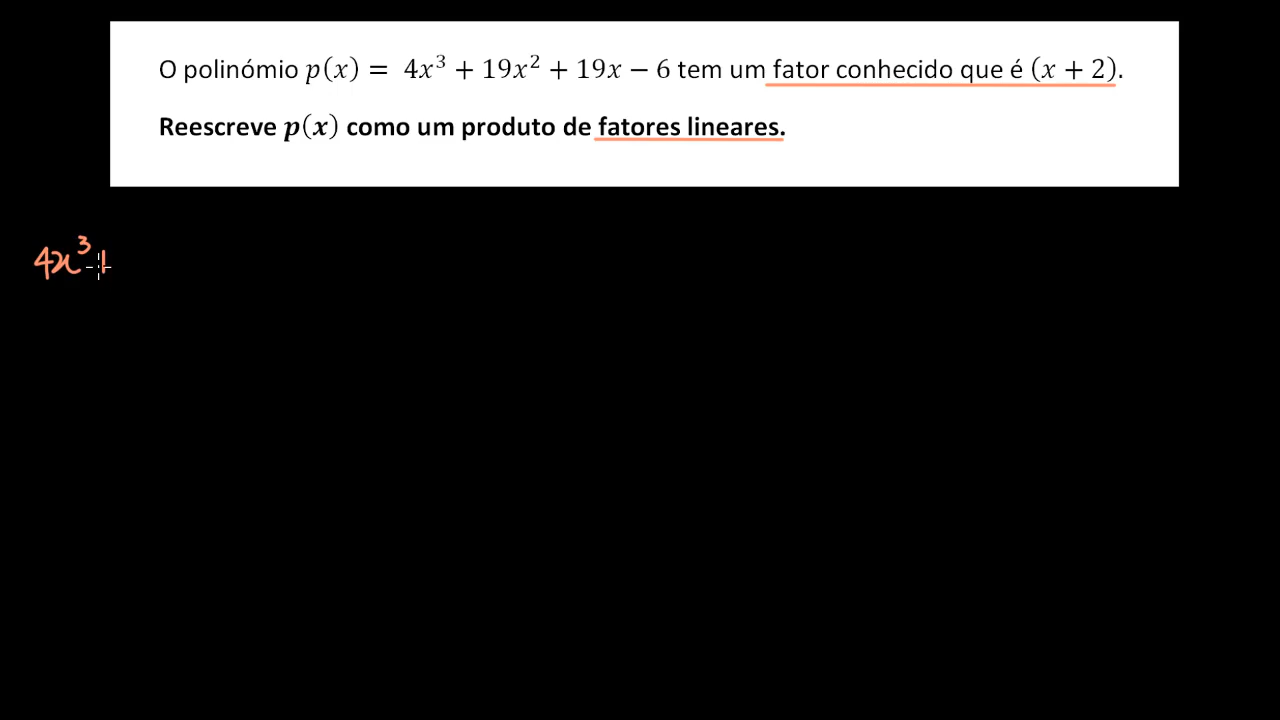 O polinómio p(x) = 4x³ + 19x² + 19x − 6 tem um fator conhecido que é (x + 2).
Reescreve p(x) como um produto de fatores lineares.
4x³+